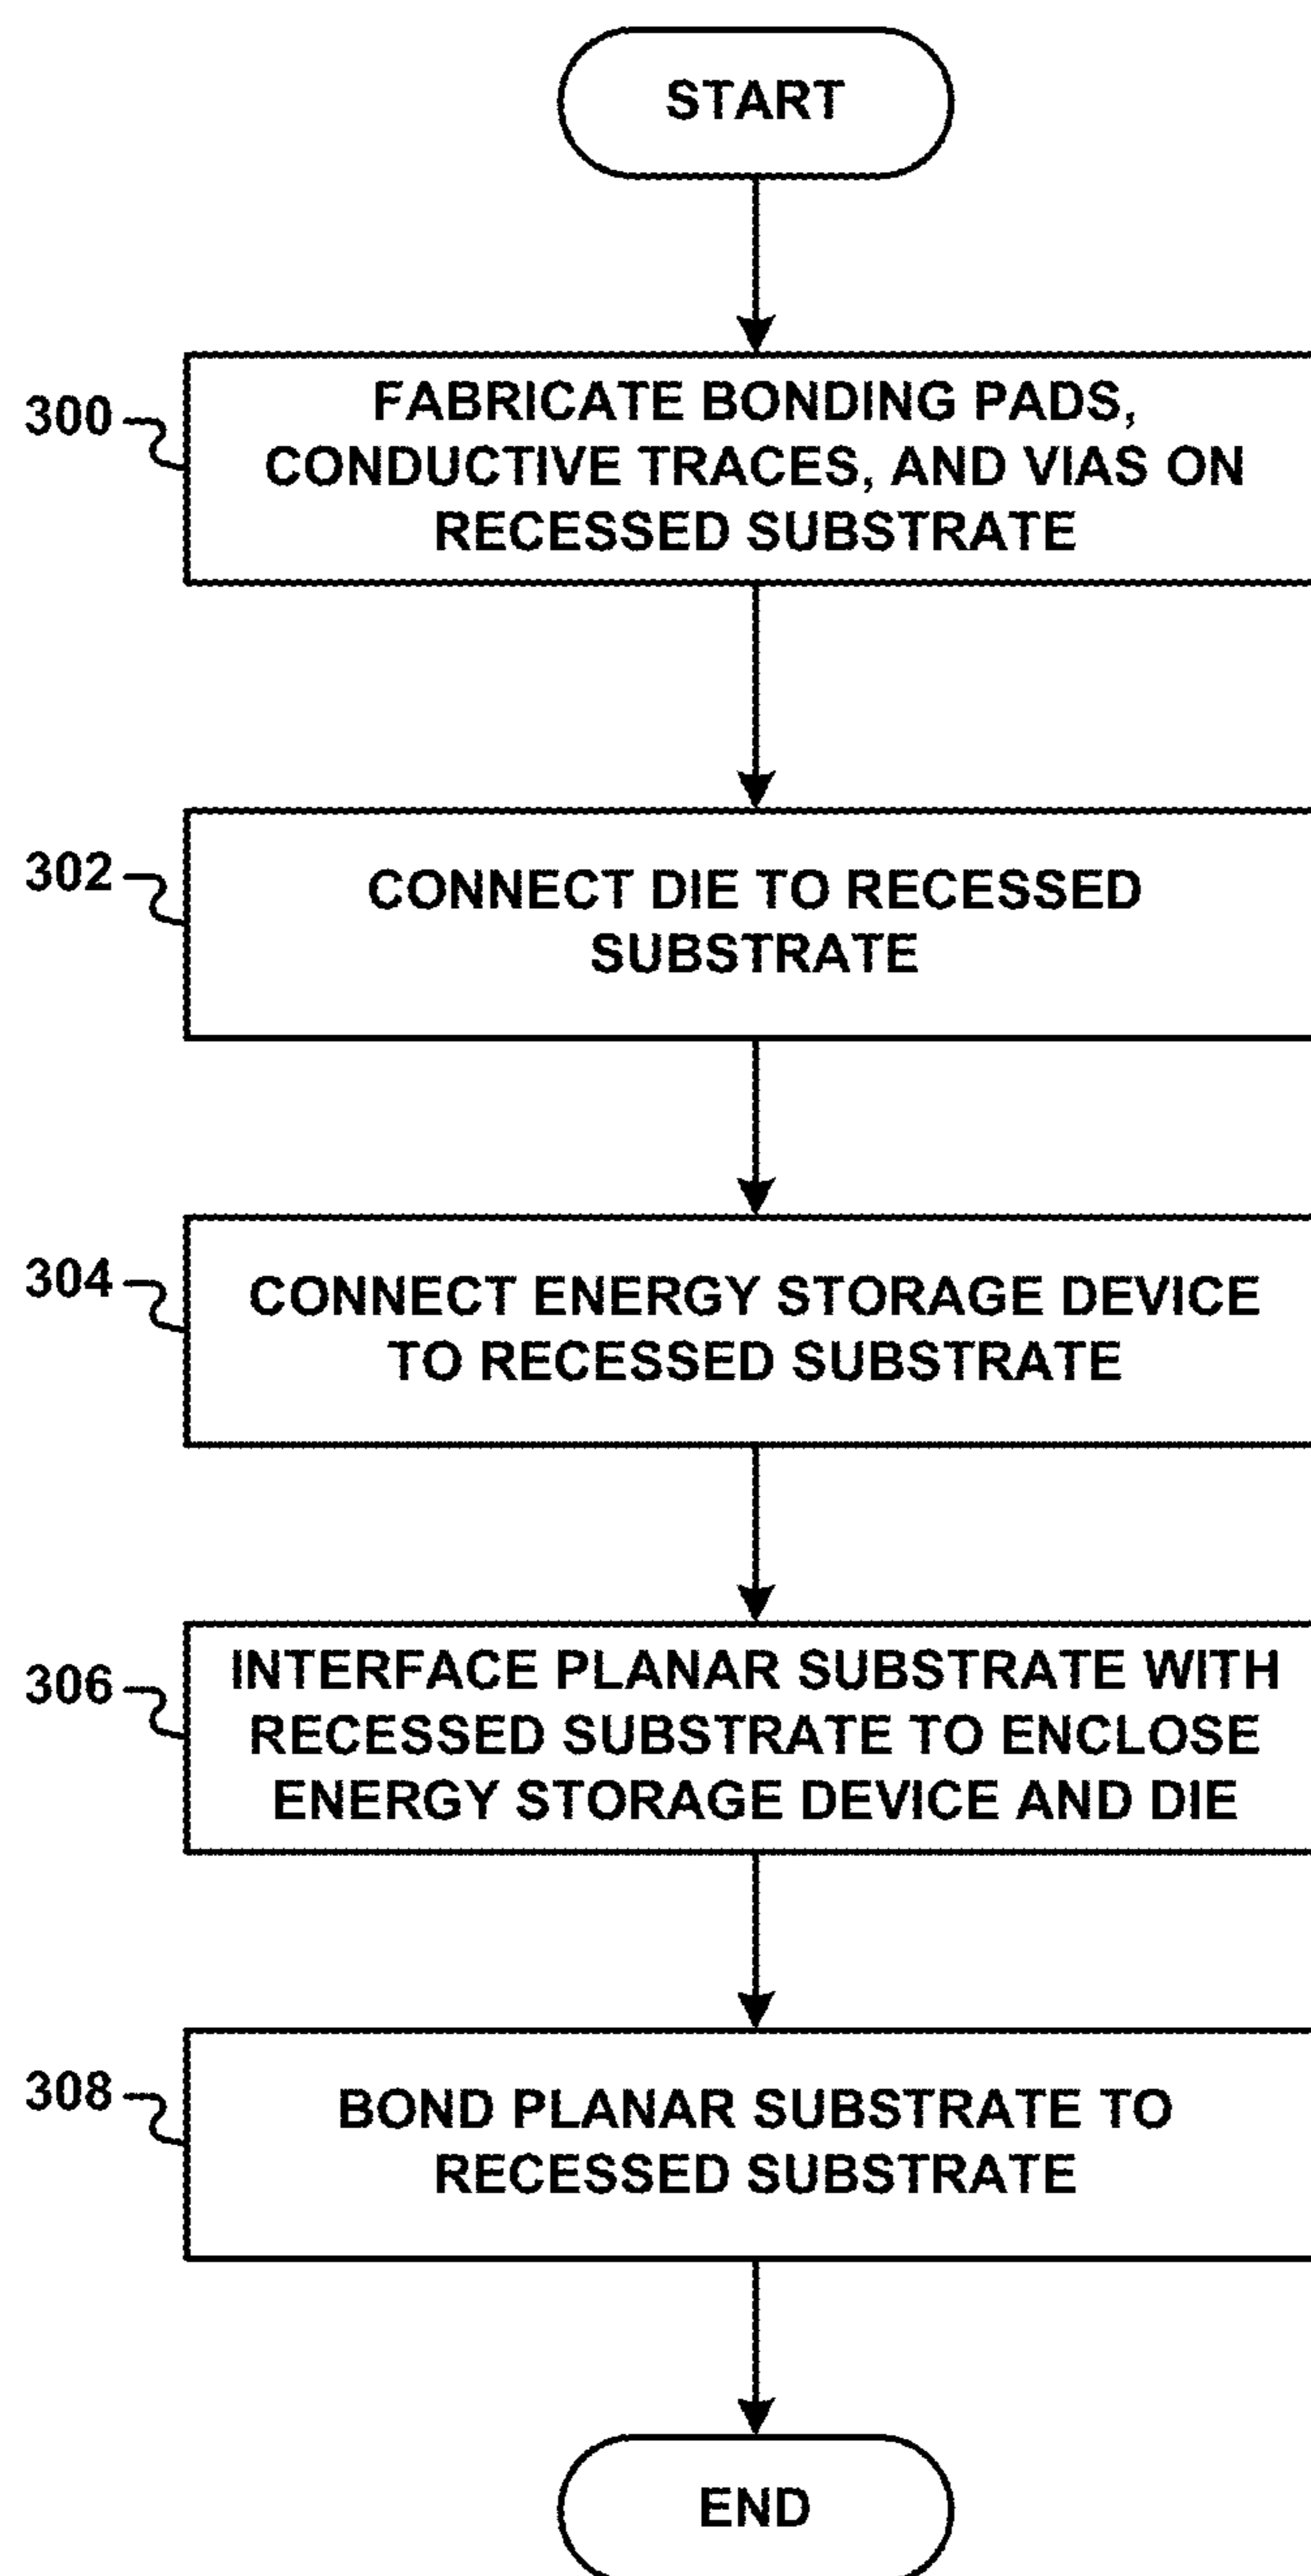 START
300
FABRICATE BONDING PADS,
CONDUCTIVE TRACES, AND VIAS ON
RECESSED SUBSTRATE
302
CONNECT DIE TO RECESSED
SUBSTRATE
304
CONNECT ENERGY STORAGE DEVICE
TO RECESSED SUBSTRATE
306
INTERFACE PLANAR SUBSTRATE WITH
RECESSED SUBSTRATE TO ENCLOSE
ENERGY STORAGE DEVICE AND DIE
308
BOND PLANAR SUBSTRATE TO
RECESSED SUBSTRATE
END